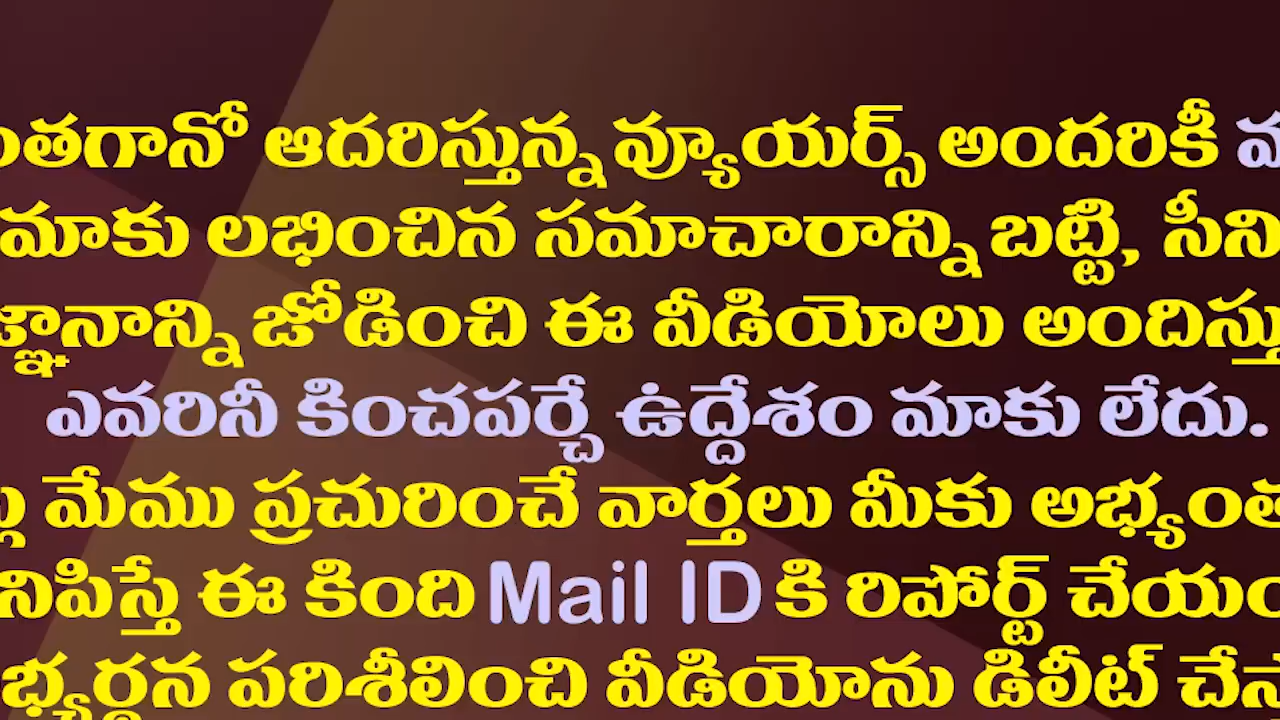 ఆదరిస్తున్న వ్యూయర్స్ అందరికీ
మాకు లభించిన సమాచారాన్ని బట్టి,
జోడించి ఈ వీడియోలు
ఎవరినీ కించపర్చే ఉద్దేశం మాకు లేదు.
మేము ప్రచురించే వార్తలు మీకు
ఈ కింది Mail ID కి రిపోర్ట్
పరిశీలించి వీడియోను డిలీట్